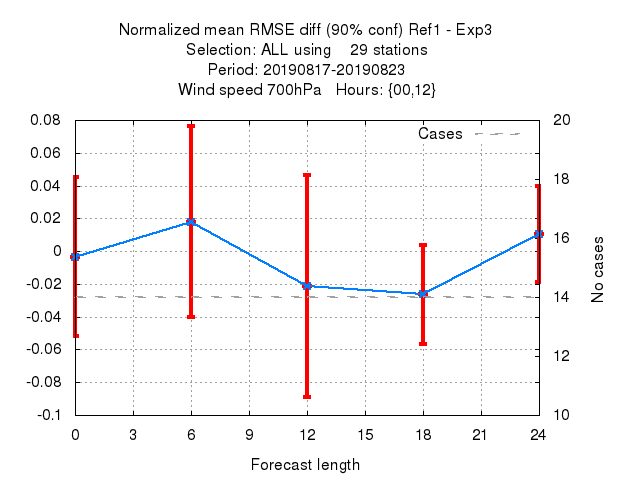 Normalized mean RMSE diff (90% conf) Ref1 - Exp3
Selection: ALL using    29 stations
Period: 20190817-20190823
Wind speed 700hPa   Hours: {00,12}
Cases
0.08
0.06
0.04
0.02
0
-0.02
-0.04
-0.06
-0.08
-0.1
20
18
16
14
12
10
No cases
0 3 6 9 12 15 18 21 24
Forecast length